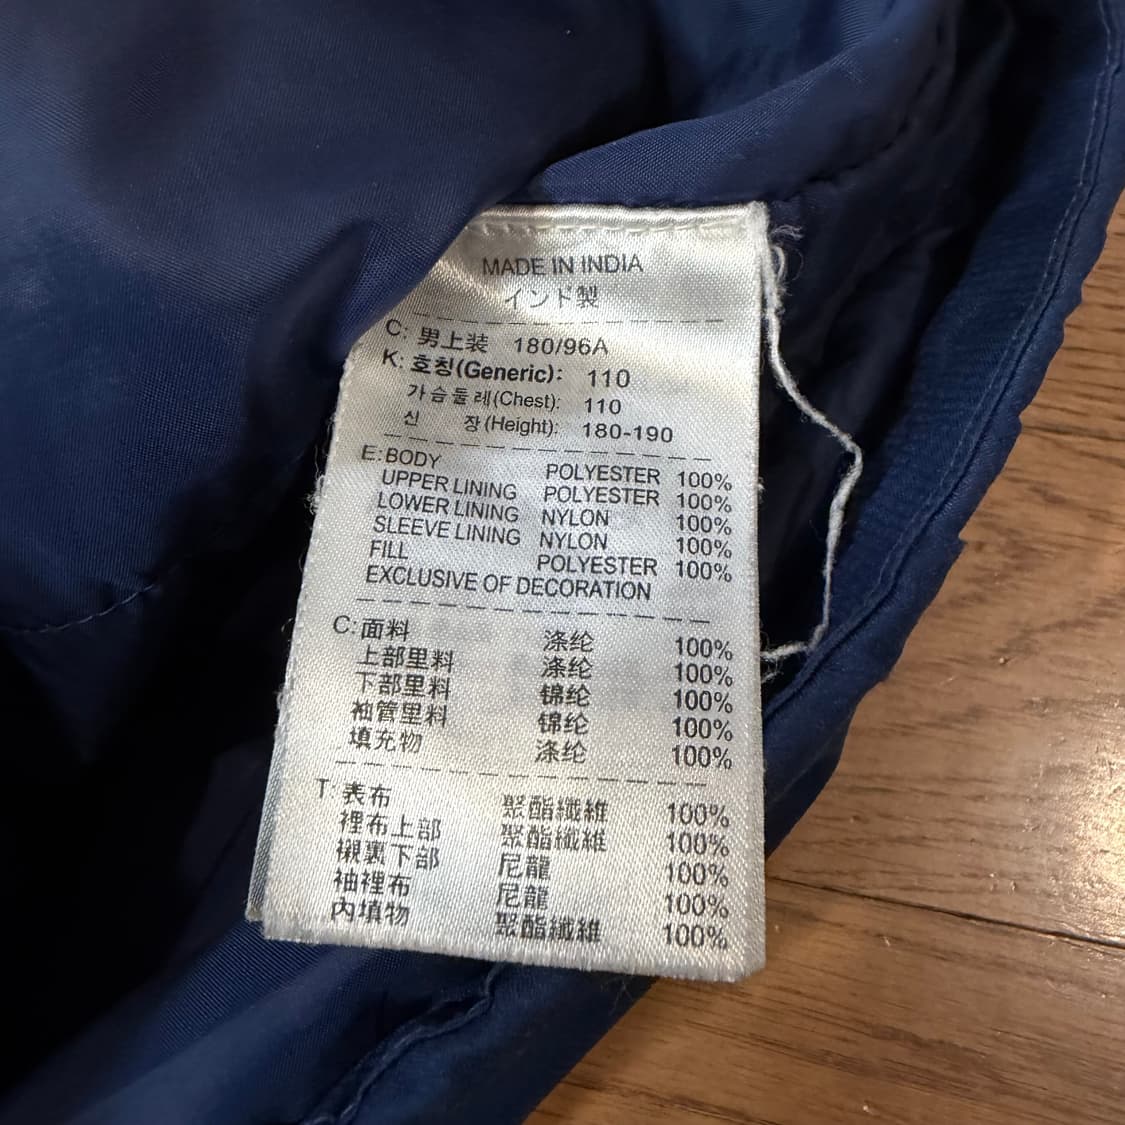 MADE IN INDIA
インド製
C: 男上装 180/96A
K: 호칭(Generic): 110
가슴둘레(Chest): 110
신 장(Height): 180-190
E: BODY POLYESTER 100%
UPPER LINING POLYESTER 100%
LOWER LINING NYLON 100%
SLEEVE LINING NYLON 100%
FILL POLYESTER 100%
EXCLUSIVE OF DECORATION
C: 面料 涤纶 100%
上部里料 涤纶 100%
下部里料 锦纶 100%
袖管里料 锦纶 100%
填充物 涤纶 100%
T: 表布 聚酯纖維 100%
裡布上部 聚酯纖維 100%
襯裏下部 尼龍 100%
袖裡布 尼龍 100%
內填物 聚酯纖維 100%